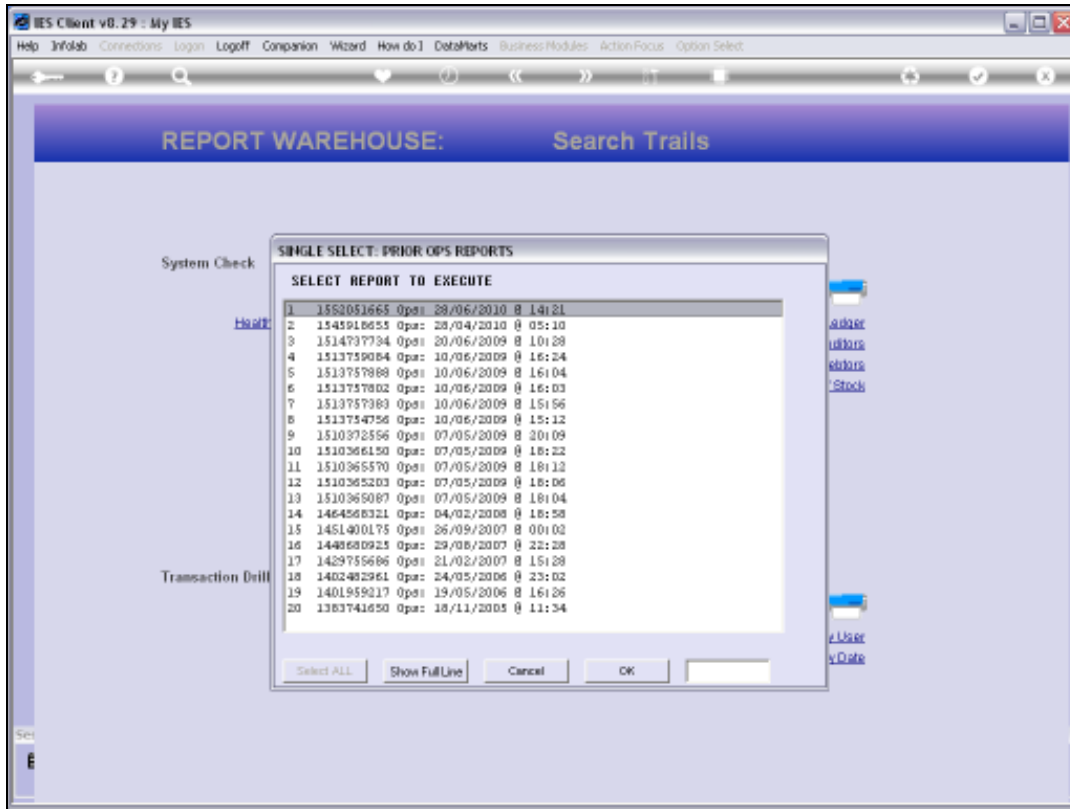 IES Client v8.29 : My IES
Help Infolab Connections Logon Logoff Companion Wizard How do I DataMarts Business Modules Action Focus Option Select
REPORT WAREHOUSE: Search Trails
SINGLE SELECT: PRIOR OPS REPORTS
System Check
SELECT REPORT TO EXECUTE
1 1552051665 Ops: 28/06/2010 @ 14:21
2 1545918655 Ops: 28/04/2010 @ 05:10
3 1514737734 Ops: 20/06/2009 @ 10:28
4 1513759084 Ops: 10/06/2009 @ 16:24
5 1513757888 Ops: 10/06/2009 @ 16:04
6 1513757802 Ops: 10/06/2009 @ 16:03
7 1513757383 Ops: 10/06/2009 @ 15:56
8 1513754756 Ops: 10/06/2009 @ 15:12
9 1510372556 Ops: 07/05/2009 @ 20:09
10 1510366150 Ops: 07/05/2009 @ 18:22
11 1510365570 Ops: 07/05/2009 @ 18:12
12 1510365203 Ops: 07/05/2009 @ 18:06
13 1510365087 Ops: 07/05/2009 @ 18:04
14 1464568321 Ops: 04/02/2008 @ 18:58
15 1451400175 Ops: 26/09/2007 @ 00:02
16 1448680925 Ops: 29/08/2007 @ 22:28
17 1429755686 Ops: 21/02/2007 @ 15:28
18 1402482961 Ops: 24/05/2006 @ 23:02
19 1401959217 Ops: 19/05/2006 @ 16:26
20 1383741650 Ops: 18/11/2005 @ 11:34
Stock
Transaction Drill
User
Date
Select ALL Show Full Line Cancel OK